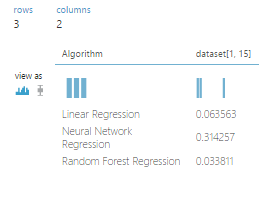 rows columns
3 2
Algorithm dataset[1, 15]
view as
Linear Regression 0.063563
Neural Network
Regression 0.314257
Random Forest Regression 0.033811